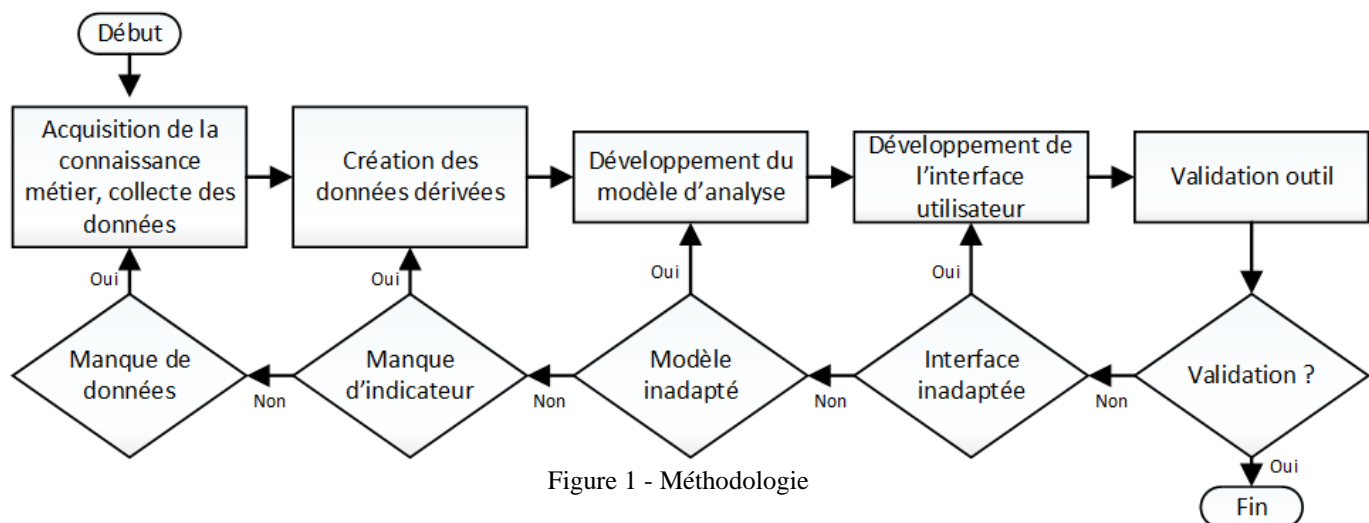 Début
Acquisition de la
connaissance
métier, collecte des
données
Création des
données dérivées
Développement du
modèle d'analyse
Développement de
l'interface
utilisateur
Validation outil
Oui
Oui
Oui
Oui
Manque de
données
Non
Manque
d'indicateur
Non
Modèle
inadapté
Non
Interface
inadaptée
Non
Validation ?
Oui
Fin
Figure 1 - Méthodologie